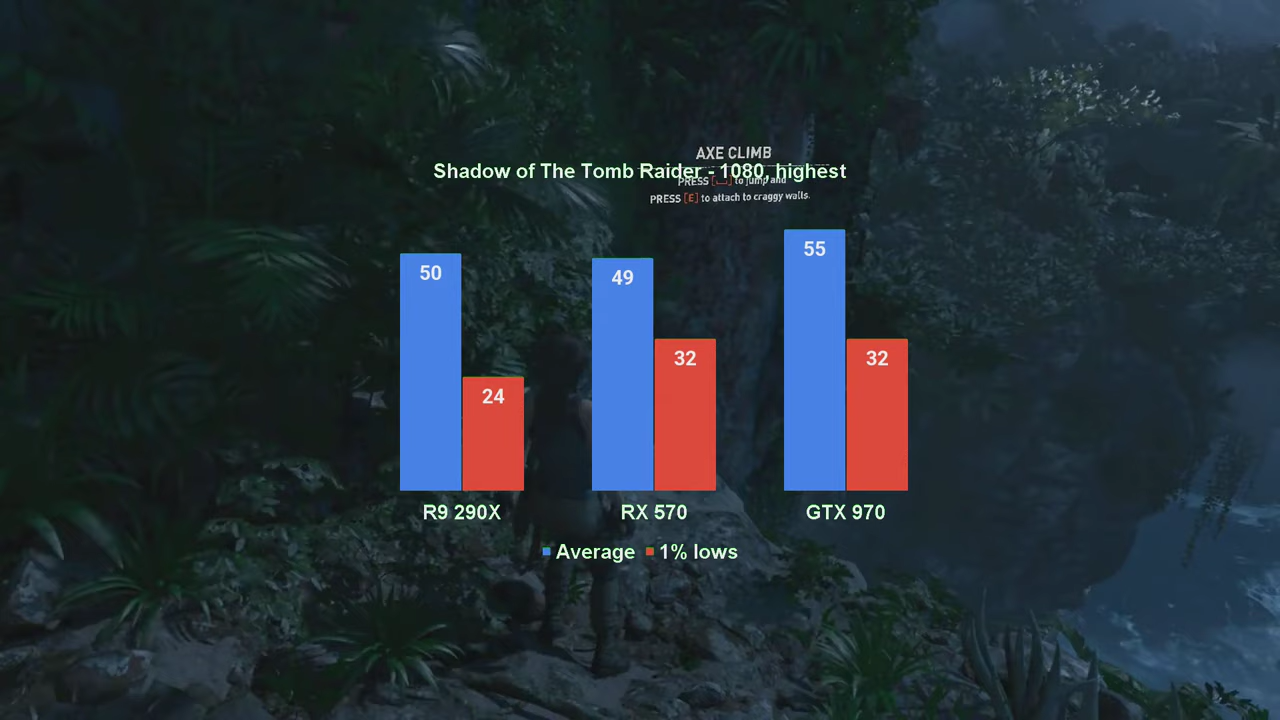 AXE CLIMB
Shadow of The Tomb Raider - 1080, highest
PRESS [⎵] to jump and
PRESS [E] to attach to craggy walls.
55
50
49
32
32
24
R9 290X
RX 570
GTX 970
Average
1% lows